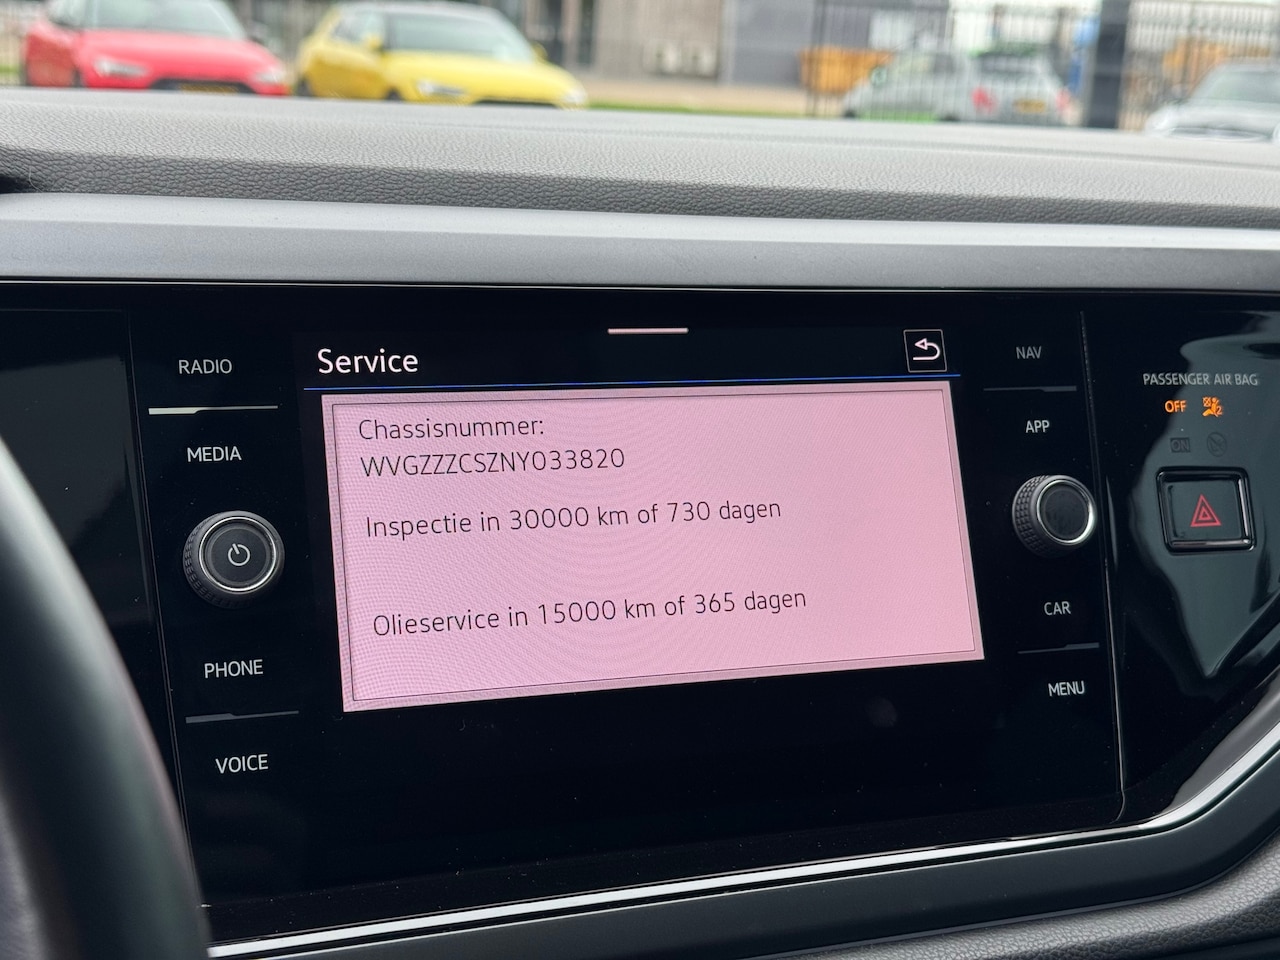 RADIO
MEDIA
PHONE
VOICE
Service
Chassisnummer:
WVGZZZCSZNY033820
Inspectie in 30000 km of 730 dagen
Olieservice in 15000 km of 365 dagen
NAV
APP
CAR
MENU
PASSENGER AIR BAG
OFF
ON